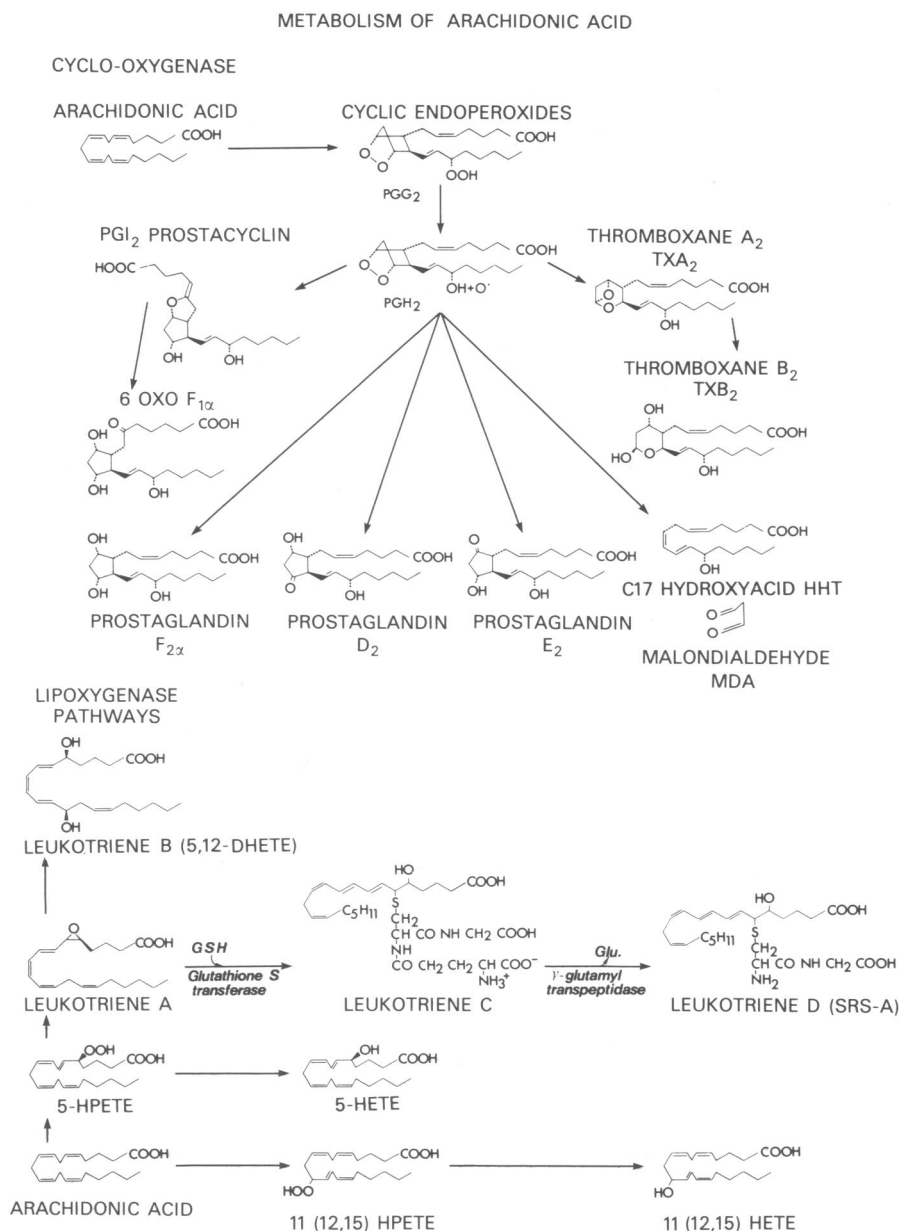 METABOLISM OF ARACHIDONIC ACID
CYCLO-OXYGENASE
ARACHIDONIC ACID
COOH
CYCLIC ENDOPEROXIDES
COOH
O
O
OOH
PGG2
PGI2 PROSTACYCLIN
HOOC
O
OH
OH
COOH
O
O
OH+O·
PGH2
THROMBOXANE A2
TXA2
COOH
O
O
OH
6 OXO F1α
O
COOH
OH
OH
OH
THROMBOXANE B2
TXB2
OH
COOH
HO
O
OH
OH
COOH
OH
OH
PROSTAGLANDIN
F2α
OH
COOH
O
OH
PROSTAGLANDIN
D2
O
COOH
OH
OH
PROSTAGLANDIN
E2
COOH
OH
C17 HYDROXYACID HHT
O
O
MALONDIALDEHYDE
MDA
LIPOXYGENASE
PATHWAYS
OH
COOH
OH
LEUKOTRIENE B (5,12-DHETE)
O
COOH
LEUKOTRIENE A
GSH
Glutathione S
transferase
HO
COOH
C5H11
S
CH2
CH CO NH CH2 COOH
NH
CO CH2 CH2 CH COO−
NH3+
LEUKOTRIENE C
Glu.
γ-glutamyl
transpeptidase
HO
COOH
C5H11
S
CH2
CH CO NH CH2 COOH
NH2
LEUKOTRIENE D (SRS-A)
OOH
COOH
5-HPETE
OH
COOH
5-HETE
COOH
ARACHIDONIC ACID
COOH
HOO
11 (12,15) HPETE
COOH
HO
11 (12,15) HETE